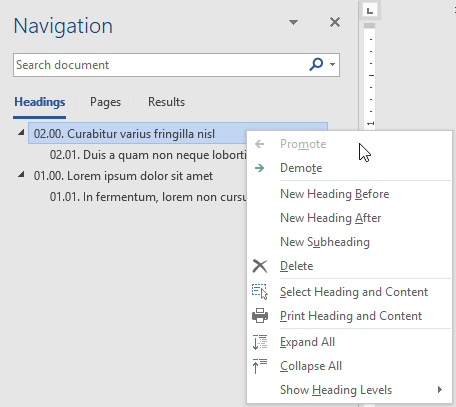 Navigation
Search document
Headings Pages Results
02.00. Curabitur varius fringilla nisl
02.01. Duis a quam non neque loborti
01.00. Lorem ipsum dolor sit amet
01.01. In fermentum, lorem non cursu
Promote
Demote
New Heading Before
New Heading After
New Subheading
Delete
Select Heading and Content
Print Heading and Content
Expand All
Collapse All
Show Heading Levels